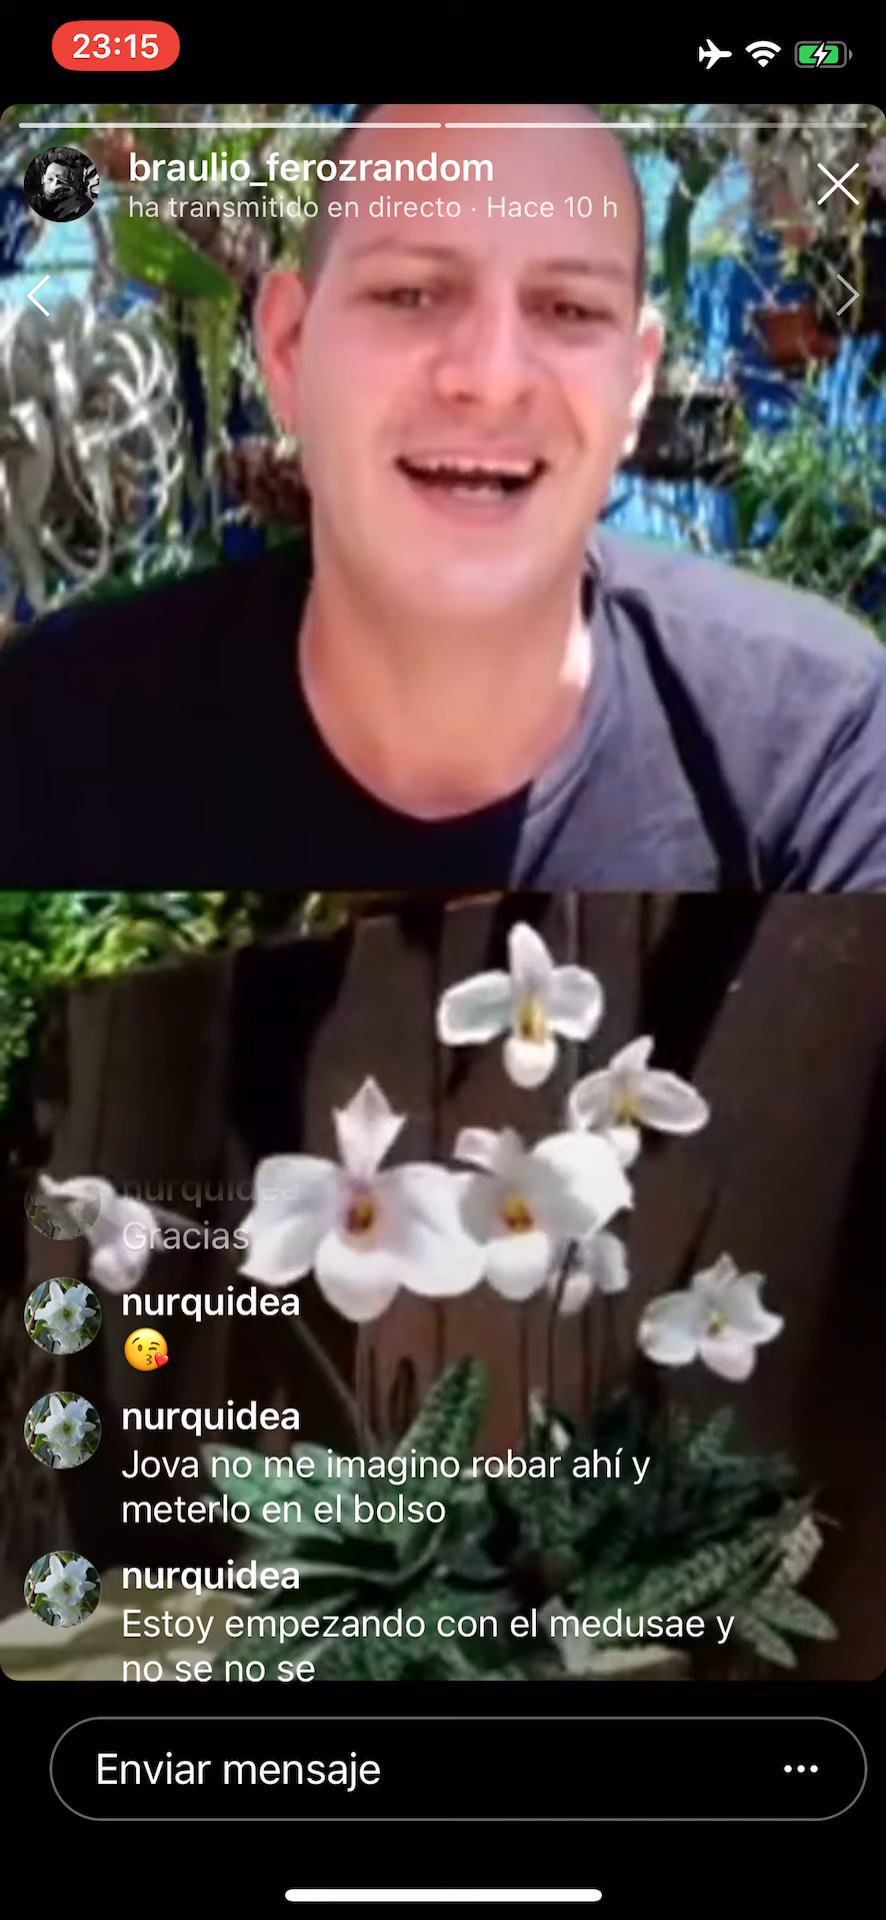 23:15
braulio_ferozrandom
ha transmitido en directo · Hace 10 h
nurquidea
Gracias
nurquidea
😘
nurquidea
Jova no me imagino robar ahí y
meterlo en el bolso
nurquidea
Estoy empezando con el medusae y
no se no se
Enviar mensaje